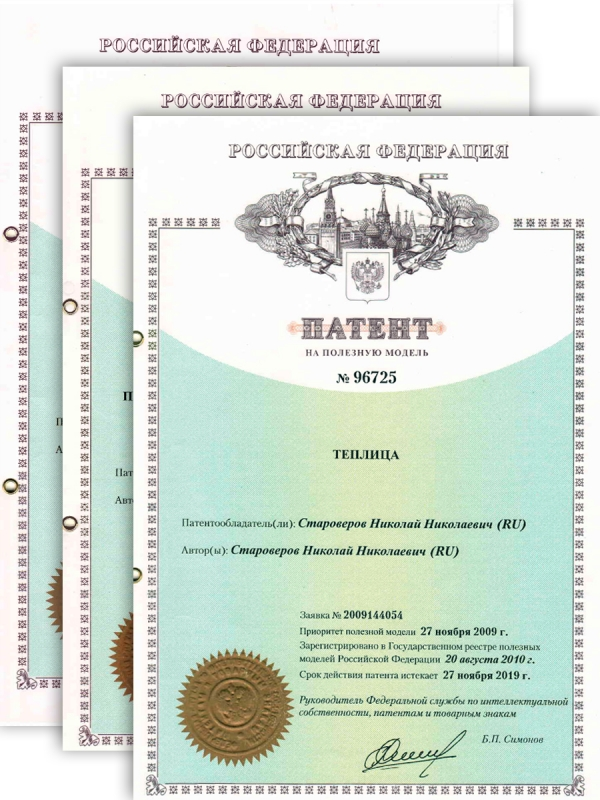 РОССИЙСКАЯ ФЕДЕРАЦИЯ
РОССИЙСКАЯ ФЕДЕРАЦИЯ
РОССИЙСКАЯ ФЕДЕРАЦИЯ
ПАТЕНТ
НА ПОЛЕЗНУЮ МОДЕЛЬ
№ 96725
ТЕПЛИЦА
Патентообладатель(ли): Староверов Николай Николаевич (RU)
Автор(ы): Староверов Николай Николаевич (RU)
Заявка № 2009144054
Приоритет полезной модели 27 ноября 2009 г.
Зарегистрировано в Государственном реестре полезных
моделей Российской Федерации 20 августа 2010 г.
Срок действия патента истекает 27 ноября 2019 г.
Руководитель Федеральной службы по интеллектуальной
собственности, патентам и товарным знакам
Б.П. Симонов